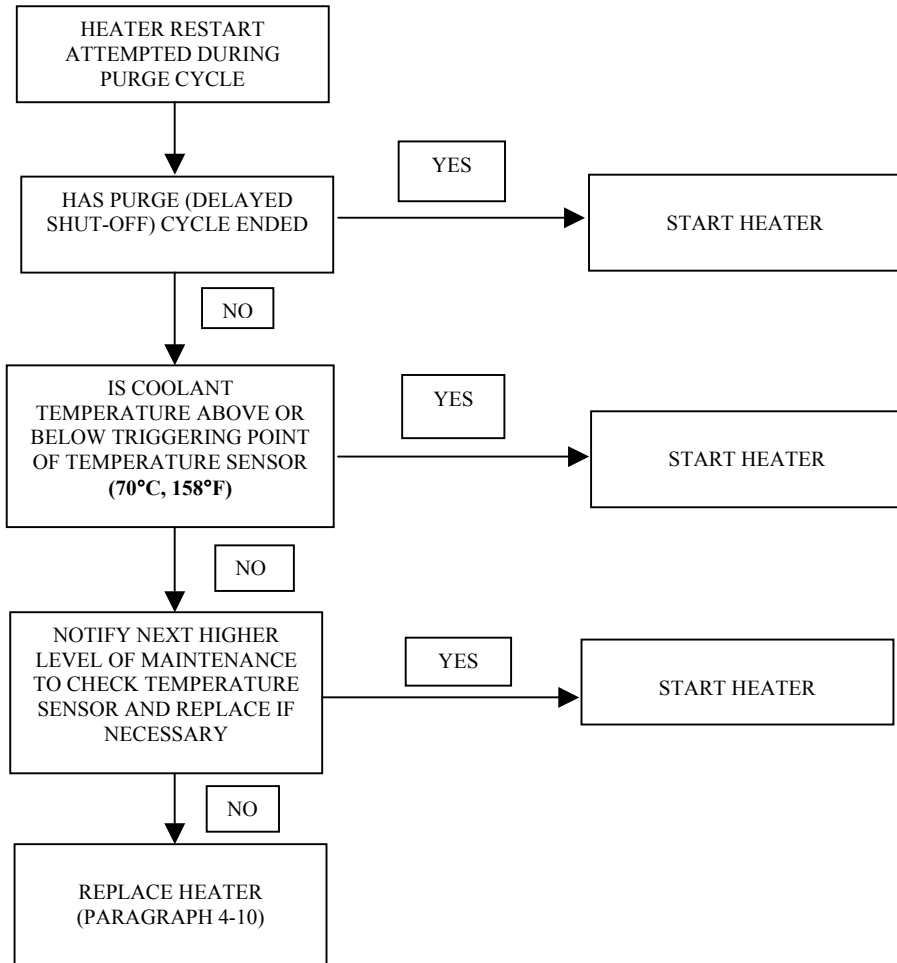 HEATER RESTART
ATTEMPTED DURING
PURGE CYCLE
YES
HAS PURGE (DELAYED
SHUT-OFF) CYCLE ENDED
START HEATER
NO
IS COOLANT
TEMPERATURE ABOVE OR
BELOW TRIGGERING POINT
OF TEMPERATURE SENSOR
(70°C, 158°F)
YES
START HEATER
NO
NOTIFY NEXT HIGHER
LEVEL OF MAINTENANCE
TO CHECK TEMPERATURE
SENSOR AND REPLACE IF
NECESSARY
YES
START HEATER
NO
REPLACE HEATER
(PARAGRAPH 4-10)